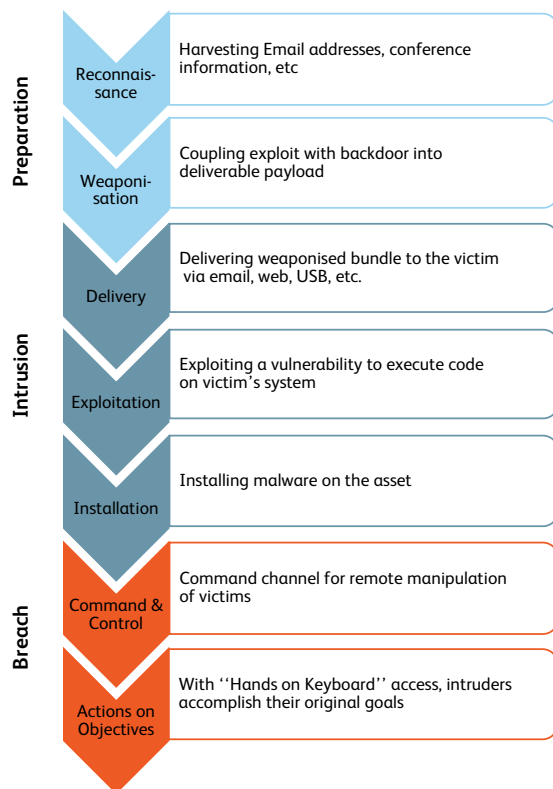 Preparation
Reconnais-
sance
Harvesting Email addresses, conference
information, etc
Weaponi-
sation
Coupling exploit with backdoor into
deliverable payload
Intrusion
Delivery
Delivering weaponised bundle to the victim
via email, web, USB, etc.
Exploitation
Exploiting a vulnerability to execute code
on victim’s system
Installation
Installing malware on the asset
Breach
Command &
Control
Command channel for remote manipulation
of victims
Actions on
Objectives
With ‘‘Hands on Keyboard’’ access, intruders
accomplish their original goals